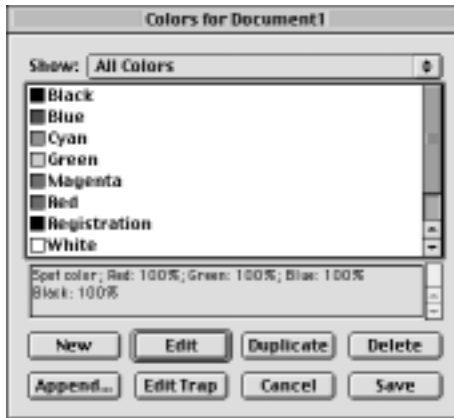 Colors for Document1
Show: All Colors
Black
Blue
Cyan
Green
Magenta
Red
Registration
White
Spot color; Red: 100%; Green: 100%; Blue: 100%
Black: 100%
New Edit Duplicate Delete
Append... Edit Trap Cancel Save